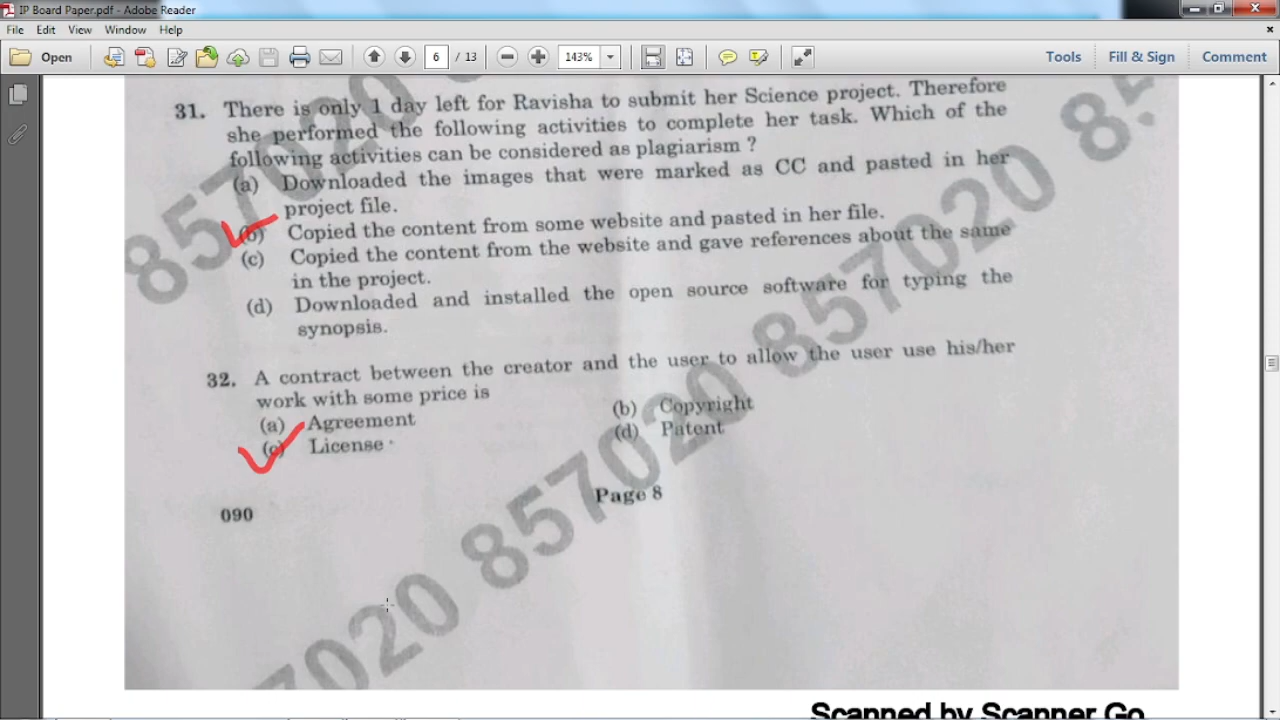 IP Board Paper.pdf - Adobe Reader
File Edit View Window Help
Open 6 / 13 143% Tools Fill & Sign Comment
31. There is only 1 day left for Ravisha to submit her Science project. Therefore
she performed the following activities to complete her task. Which of the
following activities can be considered as plagiarism ?
(a) Downloaded the images that were marked as CC and pasted in her
project file.
(b) Copied the content from some website and pasted in her file.
(c) Copied the content from the website and gave references about the same
in the project.
(d) Downloaded and installed the open source software for typing the
synopsis.
32. A contract between the creator and the user to allow the user use his/her
work with some price is
(a) Agreement (b) Copyright
(c) License (d) Patent
090 Page 8
857020 857020 857020 857020
Scanned by Scanner Go